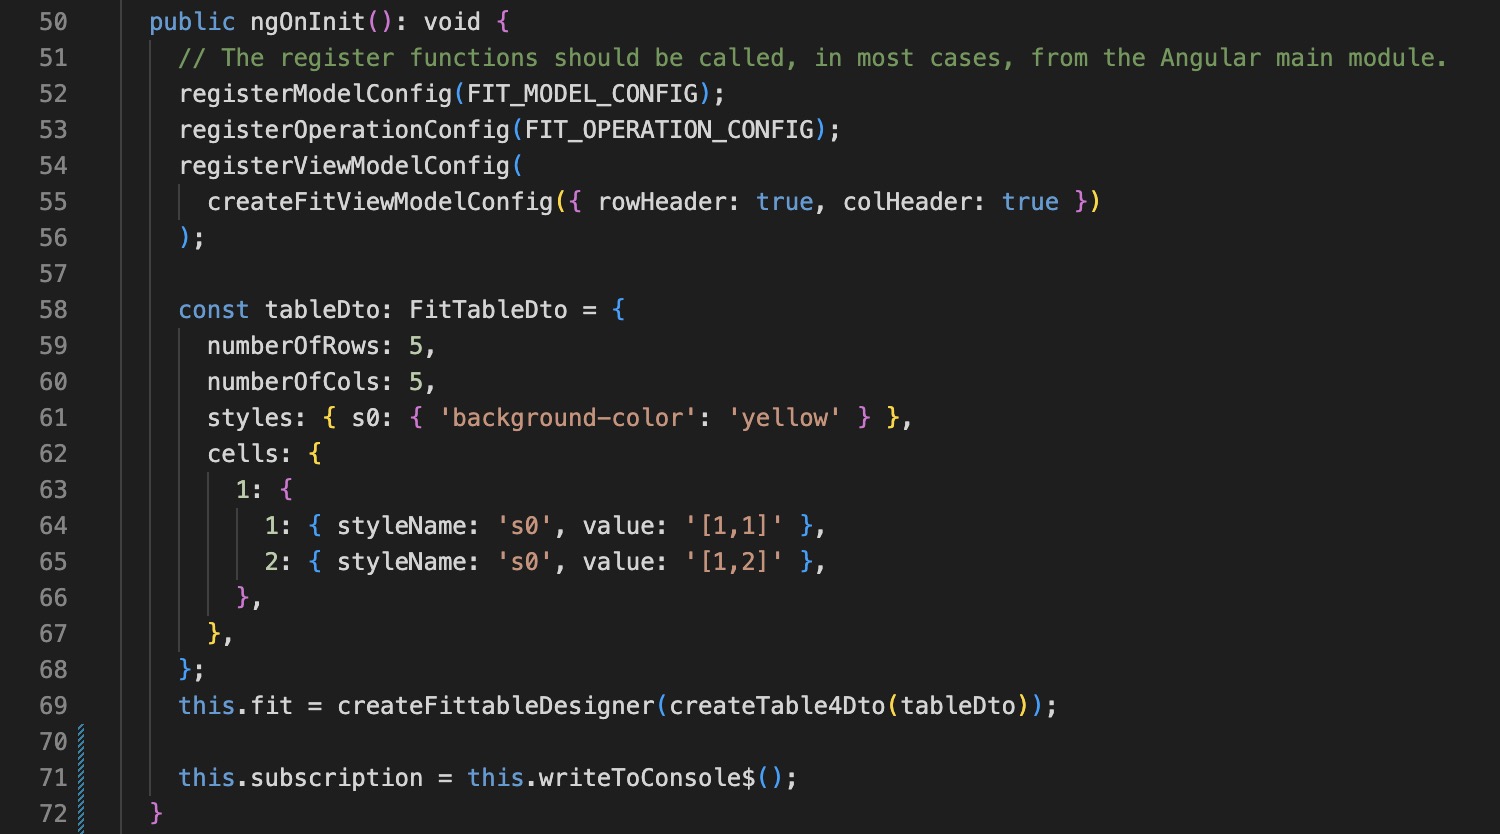 50 public ngOnInit(): void {
51 // The register functions should be called, in most cases, from the Angular main module.
52 registerModelConfig(FIT_MODEL_CONFIG);
53 registerOperationConfig(FIT_OPERATION_CONFIG);
54 registerViewModelConfig(
55 createFitViewModelConfig({ rowHeader: true, colHeader: true })
56 );
57
58 const tableDto: FitTableDto = {
59 numberOfRows: 5,
60 numberOfCols: 5,
61 styles: { s0: { 'background-color': 'yellow' } },
62 cells: {
63 1: {
64 1: { styleName: 's0', value: '[1,1]' },
65 2: { styleName: 's0', value: '[1,2]' },
66 },
67 },
68 };
69 this.fit = createFittableDesigner(createTable4Dto(tableDto));
70
71 this.subscription = this.writeToConsole$();
72 }